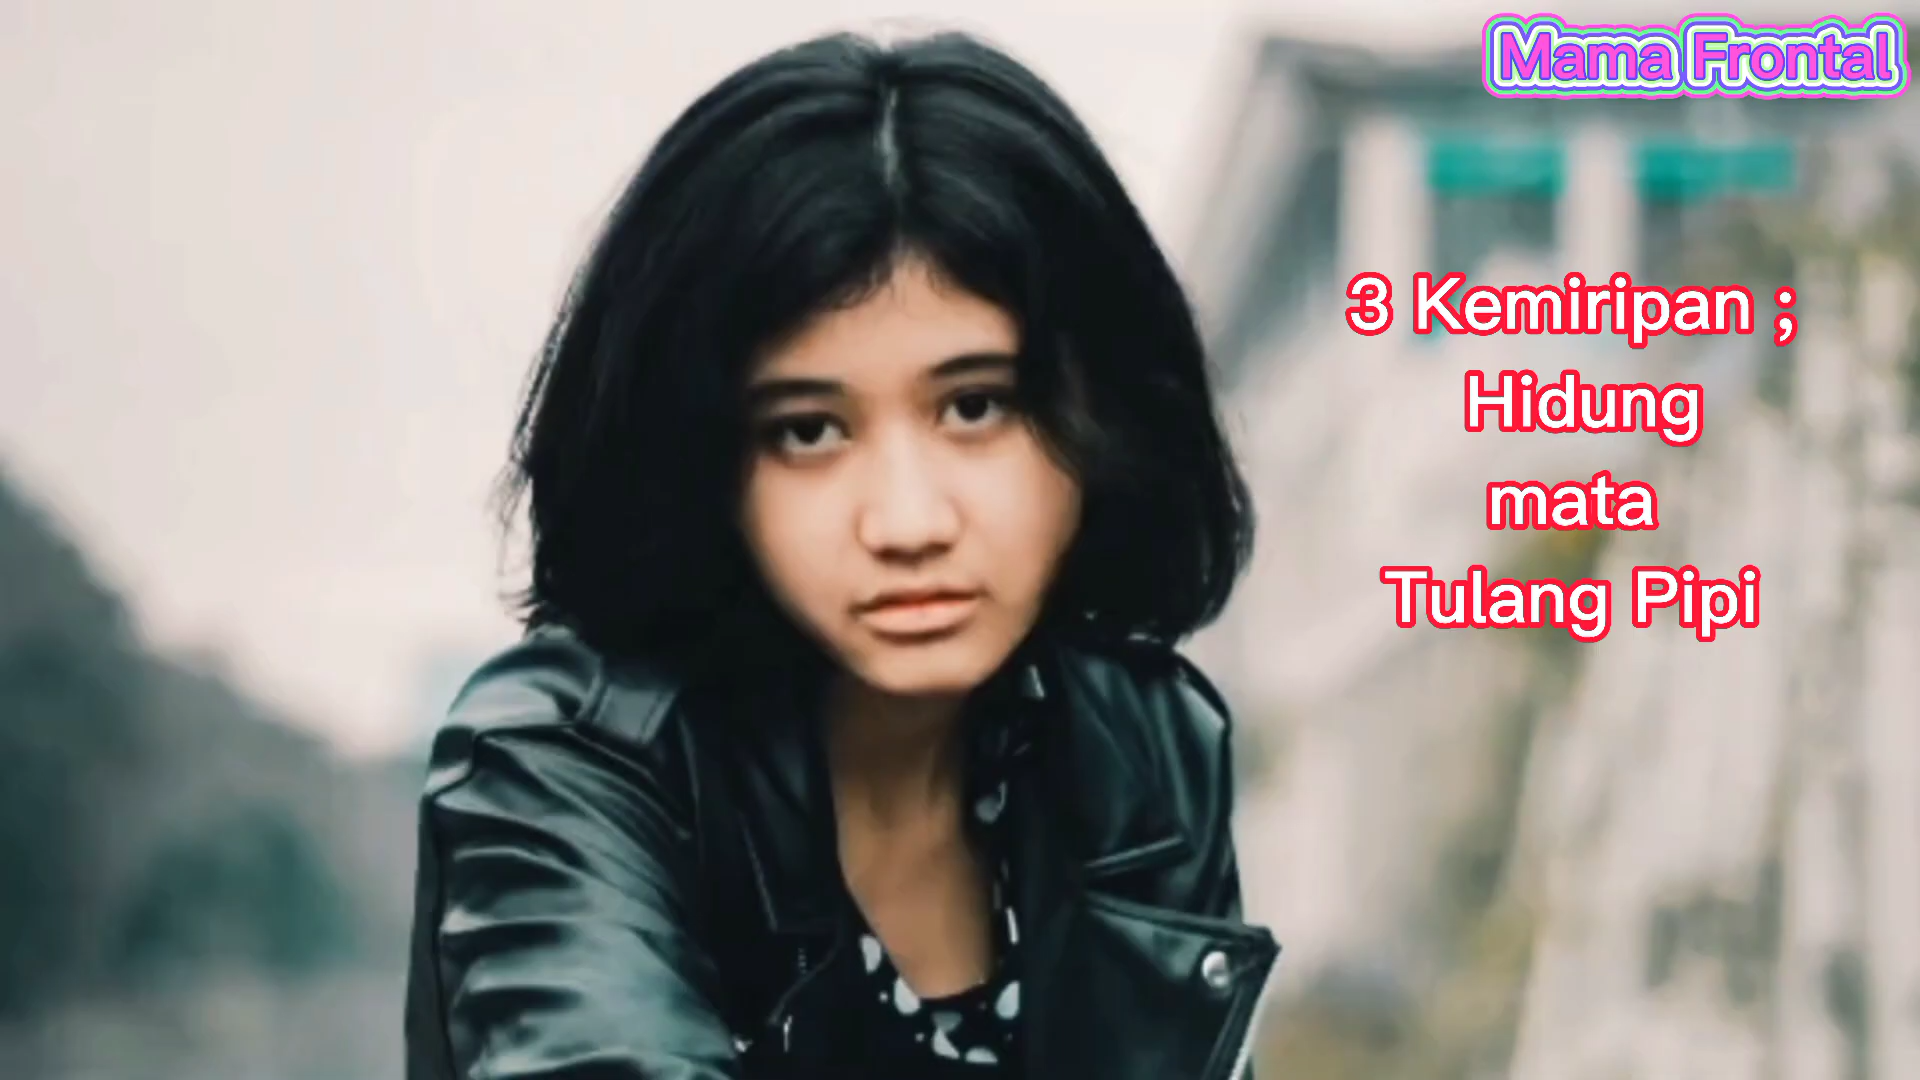 Mama Frontal
3 Kemiripan ;
Hidung
mata
Tulang Pipi